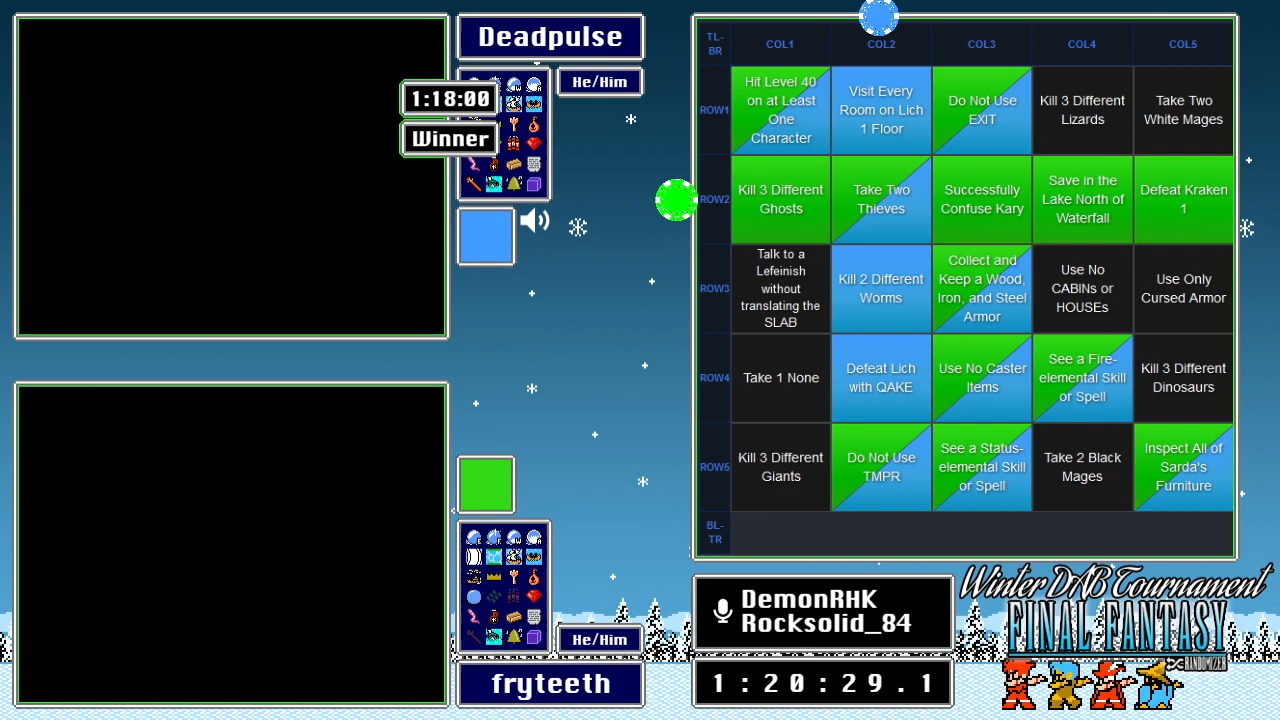 Deadpulse
He/Him
1:18:00
Winner
TL-
BR
COL1
COL2
COL3
COL4
COL5
ROW1
Hit Level 40
on at Least
One
Character
Visit Every
Room on Lich
1 Floor
Do Not Use
EXIT
Kill 3 Different
Lizards
Take Two
White Mages
ROW2
Kill 3 Different
Ghosts
Take Two
Thieves
Successfully
Confuse Kary
Save in the
Lake North of
Waterfall
Defeat Kraken
1
ROW3
Talk to a
Lefeinish
without
translating the
SLAB
Kill 2 Different
Worms
Collect and
Keep a Wood,
Iron, and Steel
Armor
Use No
CABINs or
HOUSEs
Use Only
Cursed Armor
ROW4
Take 1 None
Defeat Lich
with QAKE
Use No Caster
Items
See a Fire-
elemental Skill
or Spell
Kill 3 Different
Dinosaurs
ROW5
Kill 3 Different
Giants
Do Not Use
TMPR
See a Status-
elemental Skill
or Spell
Take 2 Black
Mages
Inspect All of
Sarda's
Furniture
BL-
TR
He/Him
fryteeth
DemonRHK
Rocksolid_84
1:20:29.1
Winter DAB Tournament
FINAL FANTASY
RANDOMIZER